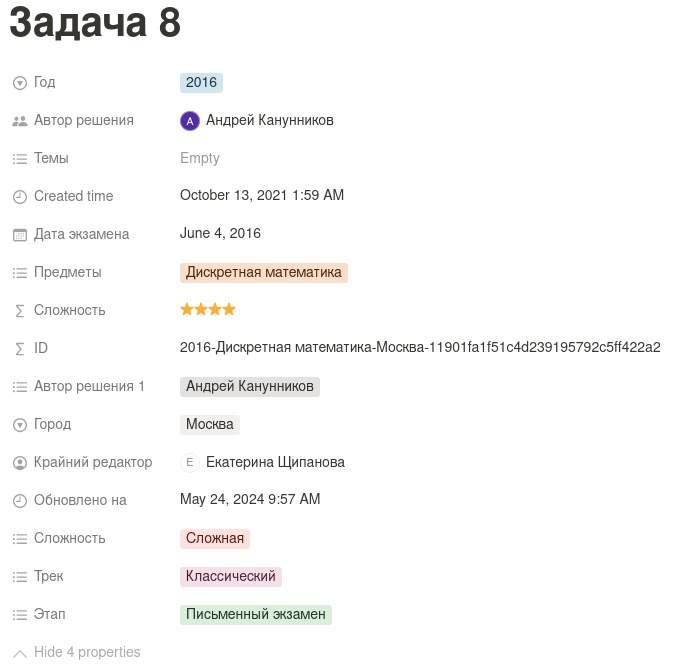 Задача 8
Год 2016
Автор решения A Андрей Канунников
Темы Empty
Created time October 13, 2021 1:59 AM
Дата экзамена June 4, 2016
Предметы Дискретная математика
Сложность ★★★★
ID 2016-Дискретная математика-Москва-11901fa1f51c4d239195792c5ff422a2
Автор решения 1 Андрей Канунников
Город Москва
Крайний редактор E Екатерина Щипанова
Обновлено на May 24, 2024 9:57 AM
Сложность Сложная
Трек Классический
Этап Письменный экзамен
Hide 4 properties